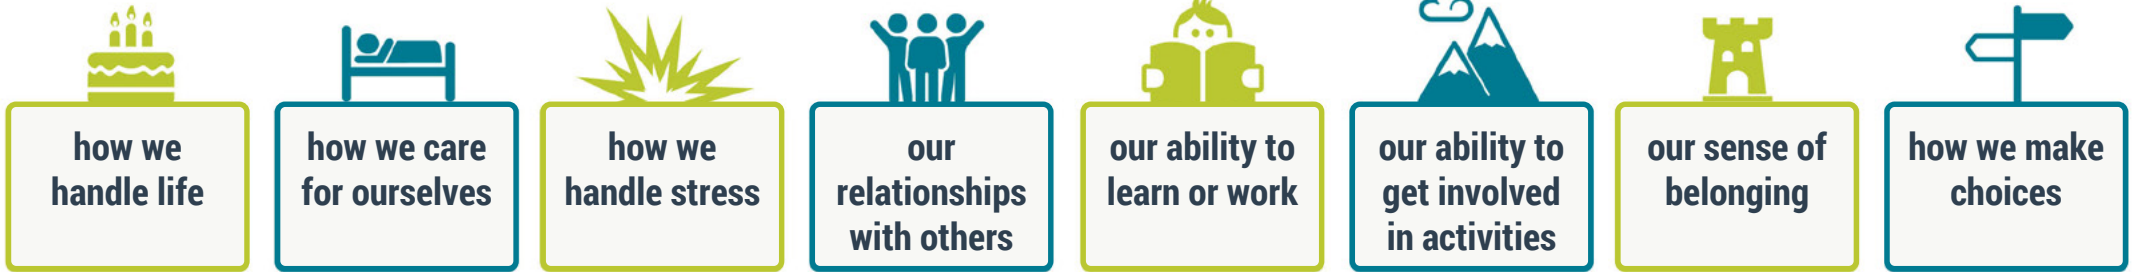 how we
handle life
how we care
for ourselves
how we
handle stress
our
relationships
with others
our ability to
learn or work
our ability to
get involved
in activities
our sense of
belonging
how we make
choices